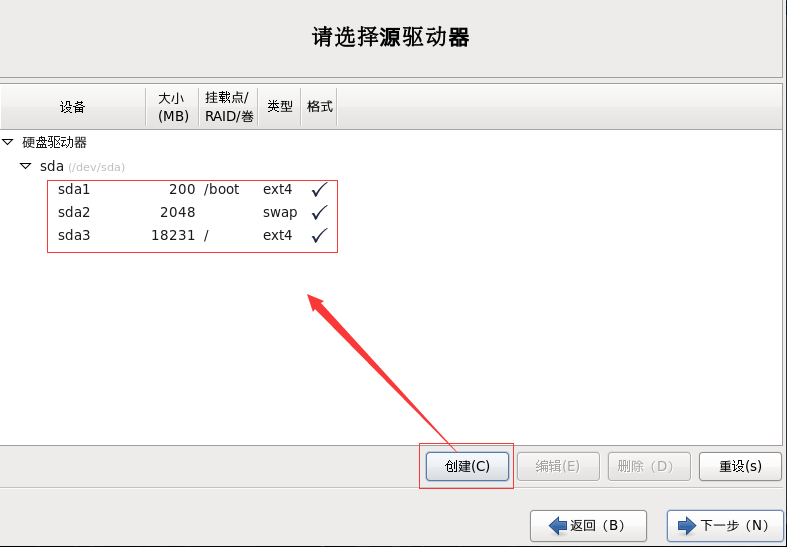 请选择源驱动器
设备 大小 (MB) 挂载点/ RAID/卷 类型 格式
硬盘驱动器
sda (/dev/sda)
sda1 200 /boot ext4
sda2 2048 swap
sda3 18231 / ext4
创建(C) 编辑(E) 删除（D） 重设(s)
返回（B） 下一步（N）